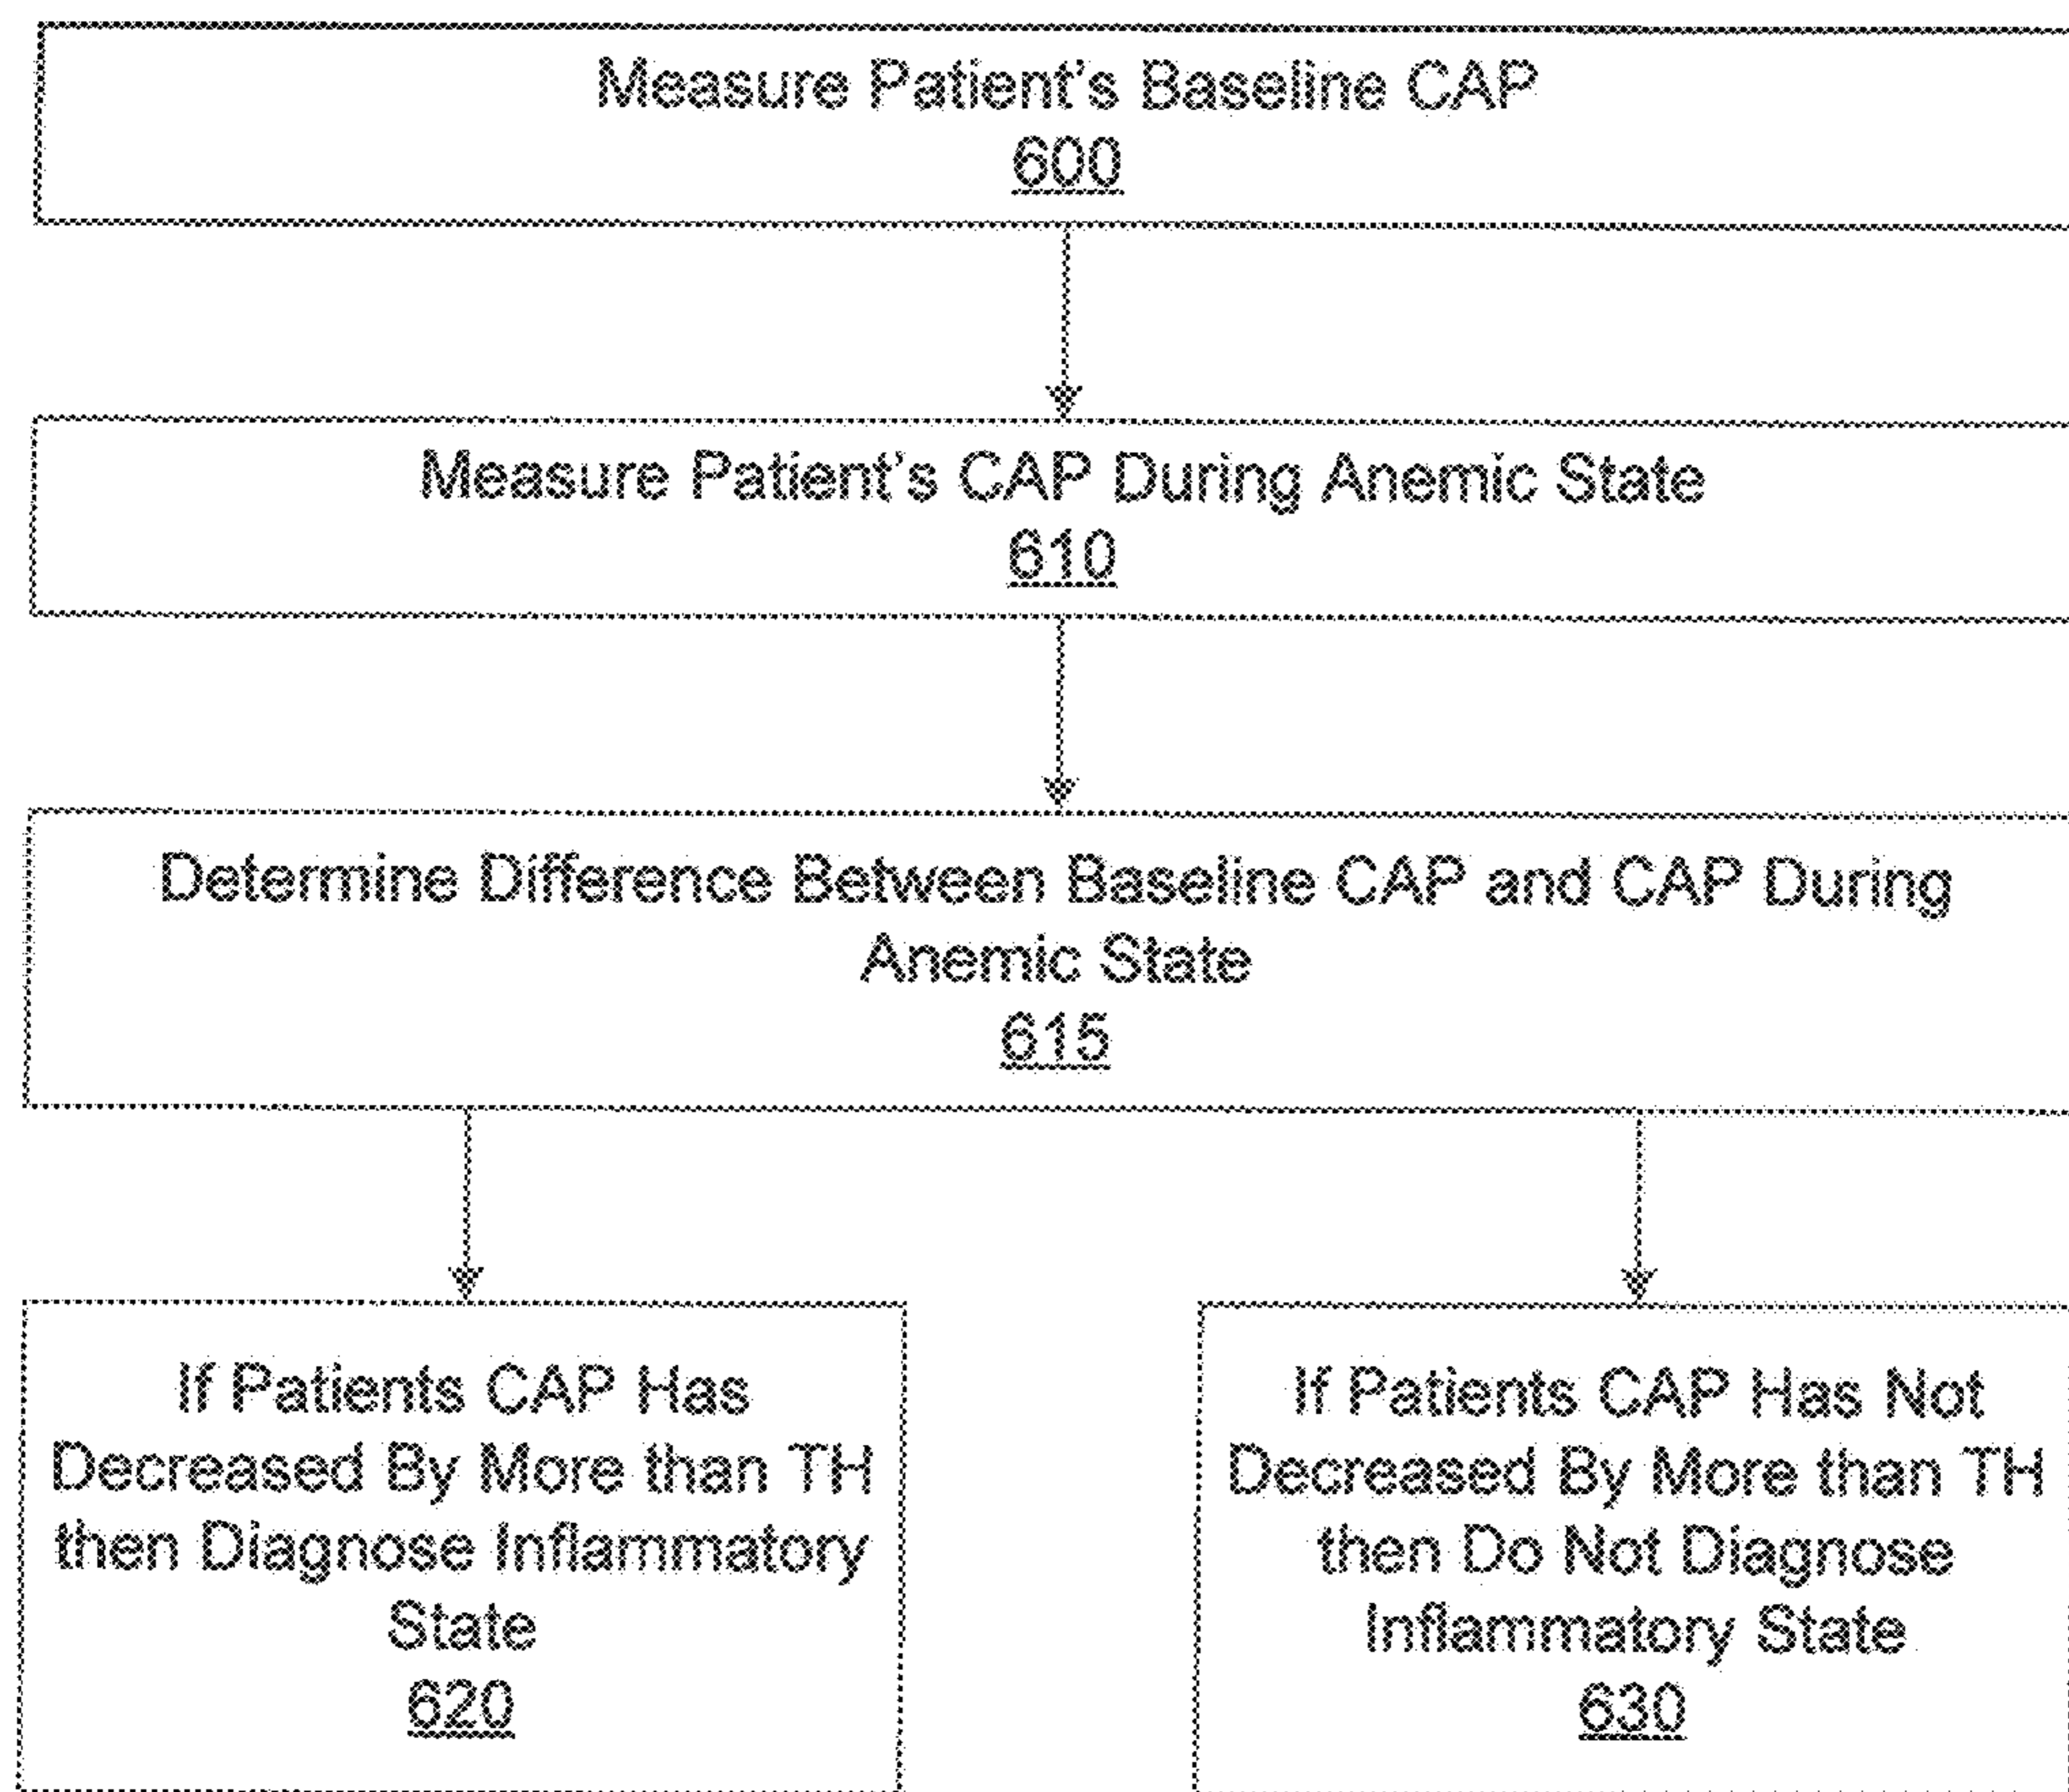 Measure Patient's Baseline CAP
600
Measure Patient's CAP During Anemic State
610
Determine Difference Between Baseline CAP and CAP During
Anemic State
615
If Patients CAP Has
Decreased By More than TH
then Diagnose Inflammatory
State
620
If Patients CAP Has Not
Decreased By More than TH
then Do Not Diagnose
Inflammatory State
630